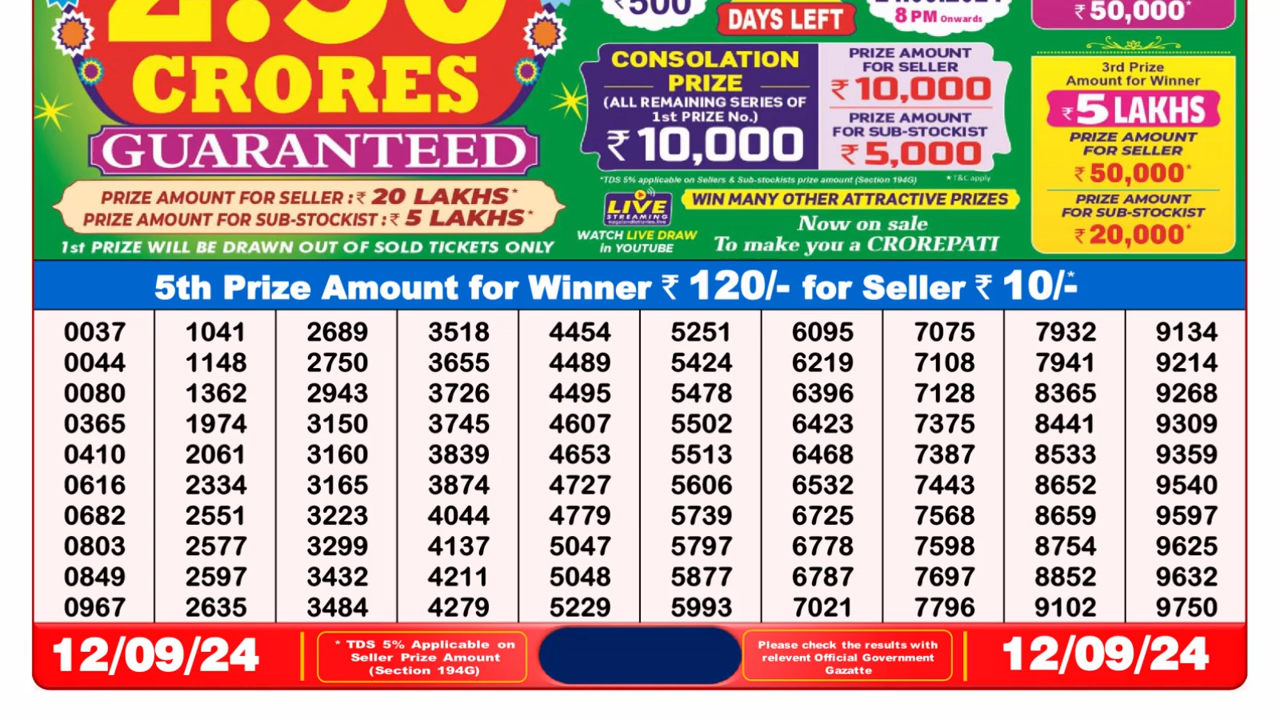 CRORES
GUARANTEED
PRIZE AMOUNT FOR SELLER : ₹ 20 LAKHS*
PRIZE AMOUNT FOR SUB-STOCKIST : ₹ 5 LAKHS*
1st PRIZE WILL BE DRAWN OUT OF SOLD TICKETS ONLY
₹500
DAYS LEFT
8 PM Onwards
CONSOLATION
PRIZE
(ALL REMAINING SERIES OF
1st PRIZE No.)
₹ 10,000
PRIZE AMOUNT
FOR SELLER
₹ 10,000
PRIZE AMOUNT
FOR SUB-STOCKIST
₹ 5,000
*TDS 5% applicable on Sellers & Sub-stockists prize amount (Section 194G)
* T&C apply
LIVE
STREAMING
WATCH LIVE DRAW
in YOUTUBE
WIN MANY OTHER ATTRACTIVE PRIZES
Now on sale
To make you a CROREPATI
₹ 50,000*
3rd Prize
Amount for Winner
₹ 5 LAKHS
PRIZE AMOUNT
FOR SELLER
₹ 50,000*
PRIZE AMOUNT
FOR SUB-STOCKIST
₹ 20,000*
5th Prize Amount for Winner ₹ 120/- for Seller ₹ 10/-*
0037 1041 2689 3518 4454 5251 6095 7075 7932 9134
0044 1148 2750 3655 4489 5424 6219 7108 7941 9214
0080 1362 2943 3726 4495 5478 6396 7128 8365 9268
0365 1974 3150 3745 4607 5502 6423 7375 8441 9309
0410 2061 3160 3839 4653 5513 6468 7387 8533 9359
0616 2334 3165 3874 4727 5606 6532 7443 8652 9540
0682 2551 3223 4044 4779 5739 6725 7568 8659 9597
0803 2577 3299 4137 5047 5797 6778 7598 8754 9625
0849 2597 3432 4211 5048 5877 6787 7697 8852 9632
0967 2635 3484 4279 5229 5993 7021 7796 9102 9750
12/09/24
* TDS 5% Applicable on
Seller Prize Amount
(Section 194G)
Please check the results with
relevent Official Government
Gazatte
12/09/24